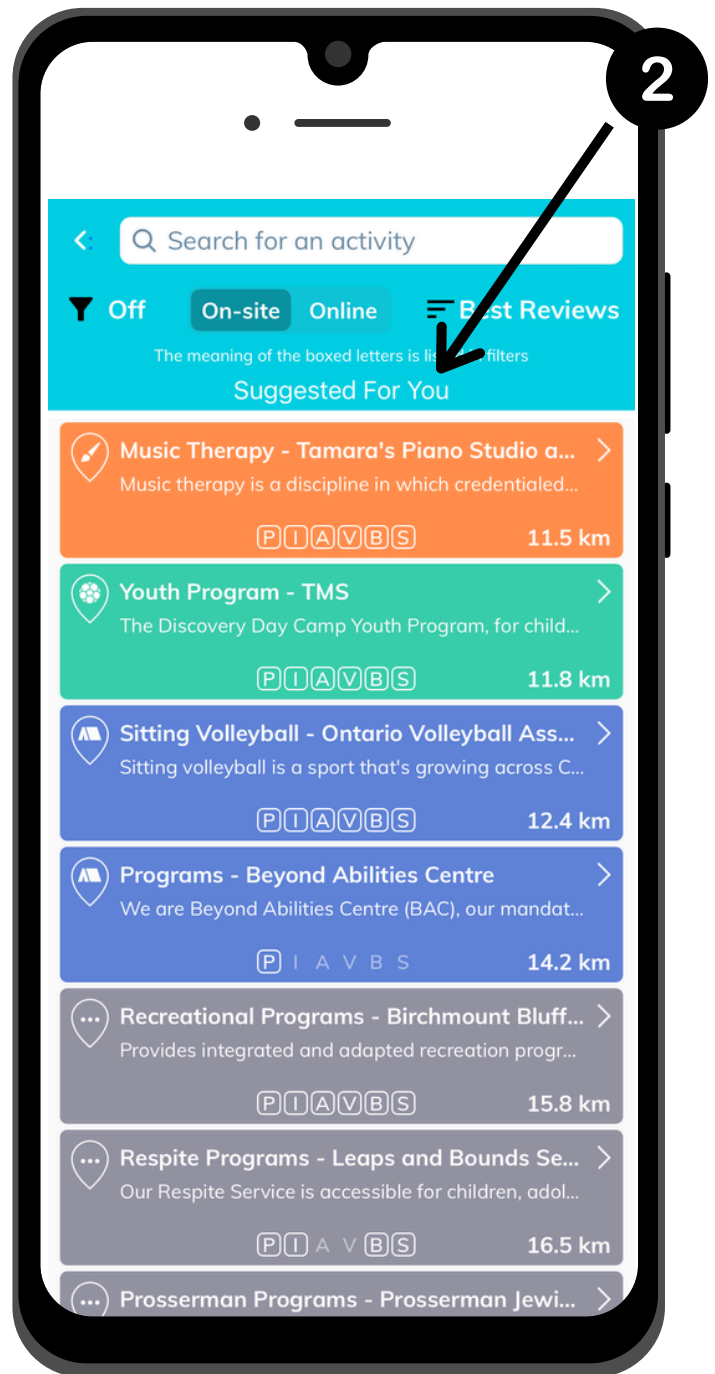 2
Search for an activity
Off On-site Online Best Reviews
The meaning of the boxed letters is listed in filters
Suggested For You
Music Therapy - Tamara's Piano Studio a...
Music therapy is a discipline in which credentialed...
P I A V B S 11.5 km
Youth Program - TMS
The Discovery Day Camp Youth Program, for child...
P I A V B S 11.8 km
Sitting Volleyball - Ontario Volleyball Ass...
Sitting volleyball is a sport that's growing across C...
P I A V B S 12.4 km
Programs - Beyond Abilities Centre
We are Beyond Abilities Centre (BAC), our mandat...
P I A V B S 14.2 km
Recreational Programs - Birchmount Bluff...
Provides integrated and adapted recreation progr...
P I A V B S 15.8 km
Respite Programs - Leaps and Bounds Se...
Our Respite Service is accessible for children, adol...
P I A V B S 16.5 km
Prosserman Programs - Prosserman Jewi...